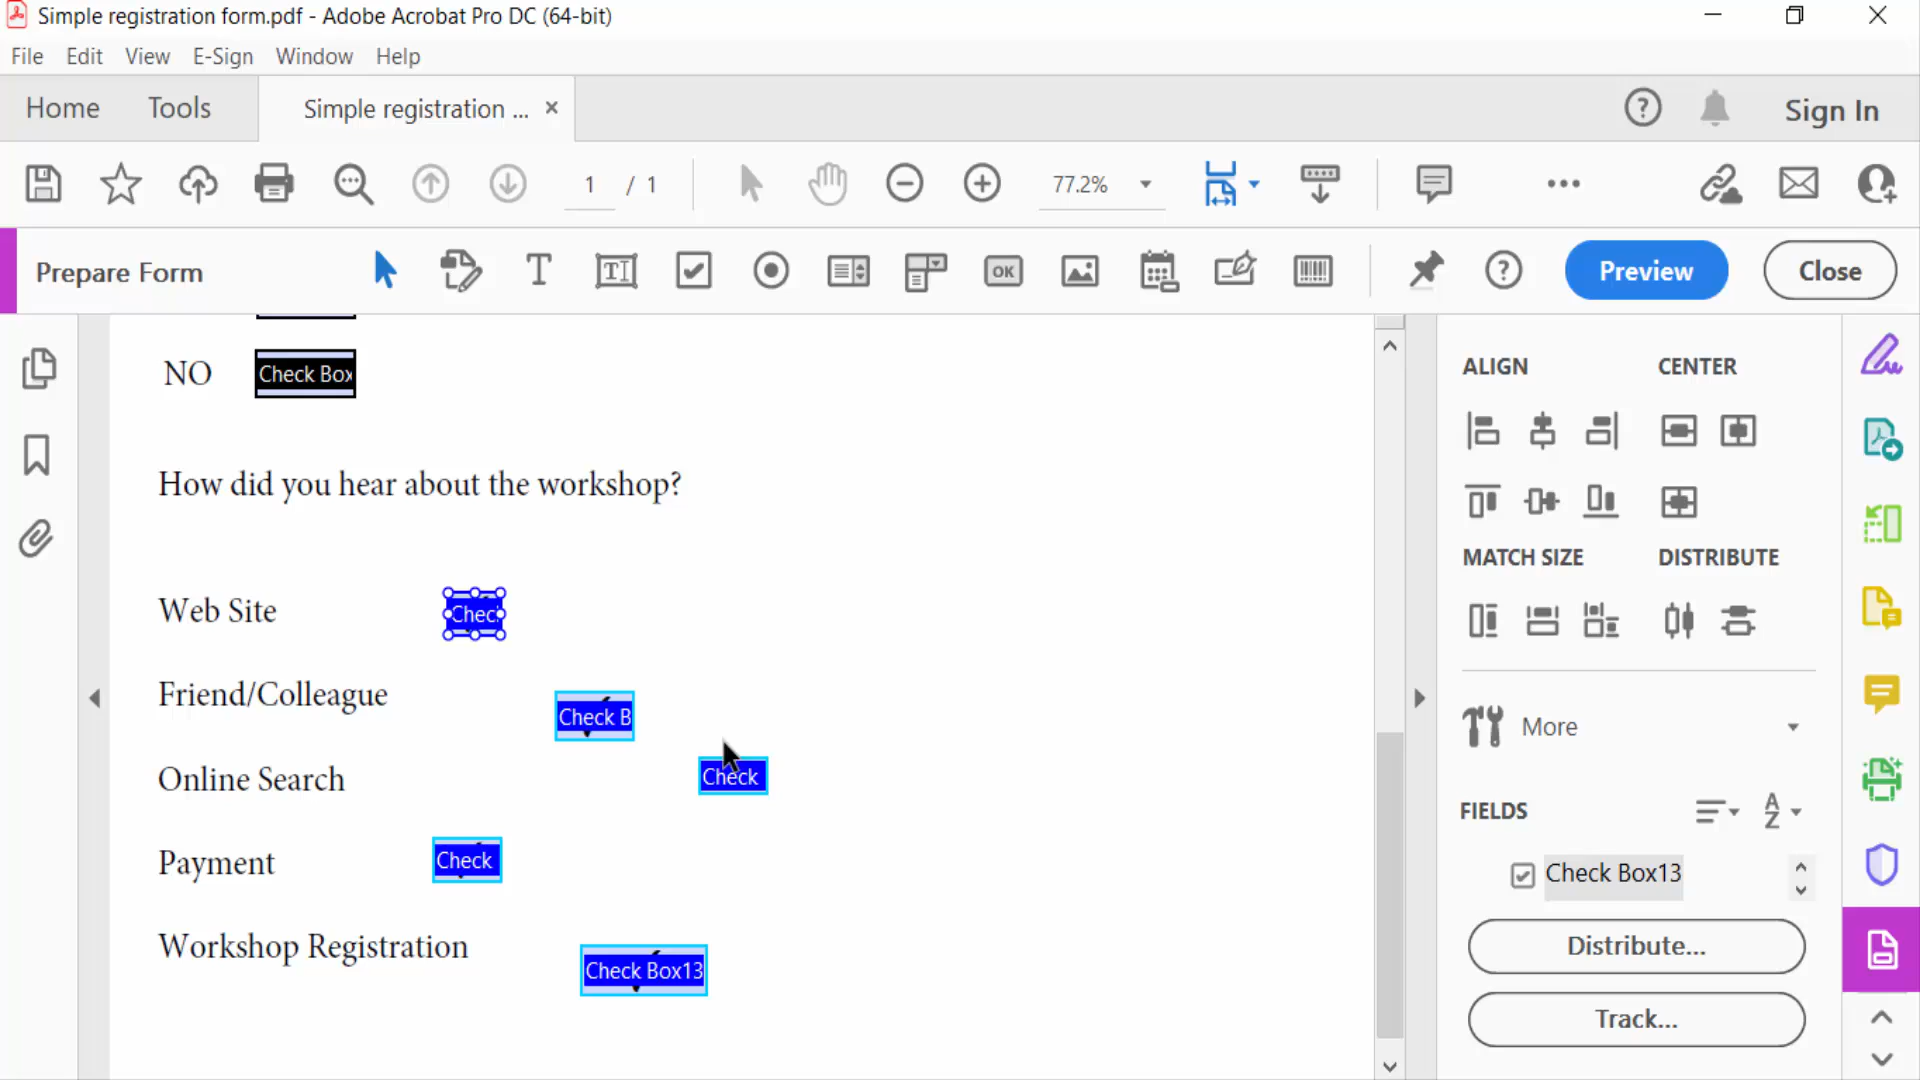 Simple registration form.pdf - Adobe Acrobat Pro DC (64-bit)
File Edit View E-Sign Window Help
Home Tools Simple registration ... × Sign In
1 / 1 77.2%
Prepare Form T TI OK Preview Close
NO Check Box
How did you hear about the workshop?
Web Site Chec
Friend/Colleague Check B
Online Search Check
Payment Check
Workshop Registration Check Box13
ALIGN CENTER
MATCH SIZE DISTRIBUTE
More
FIELDS A Z
Check Box13
Distribute...
Track...